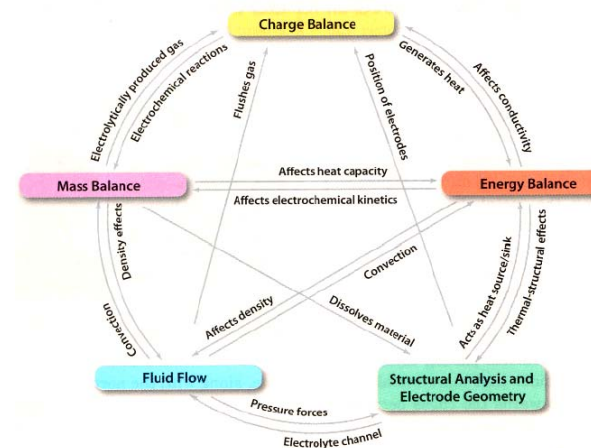 Charge Balance
Electrolytically produced gas
Electrochemical reactions
Flushes gas
Position of electrodes
Generates heat
Affects conductivity
Mass Balance
Affects heat capacity
Affects electrochemical kinetics
Energy Balance
Density effects
Convection
Affects density
Convection
Dissolves material
Acts as heat source/sink
Thermal-structural effects
Fluid Flow
Pressure forces
Electrolyte channel
Structural Analysis and
Electrode Geometry